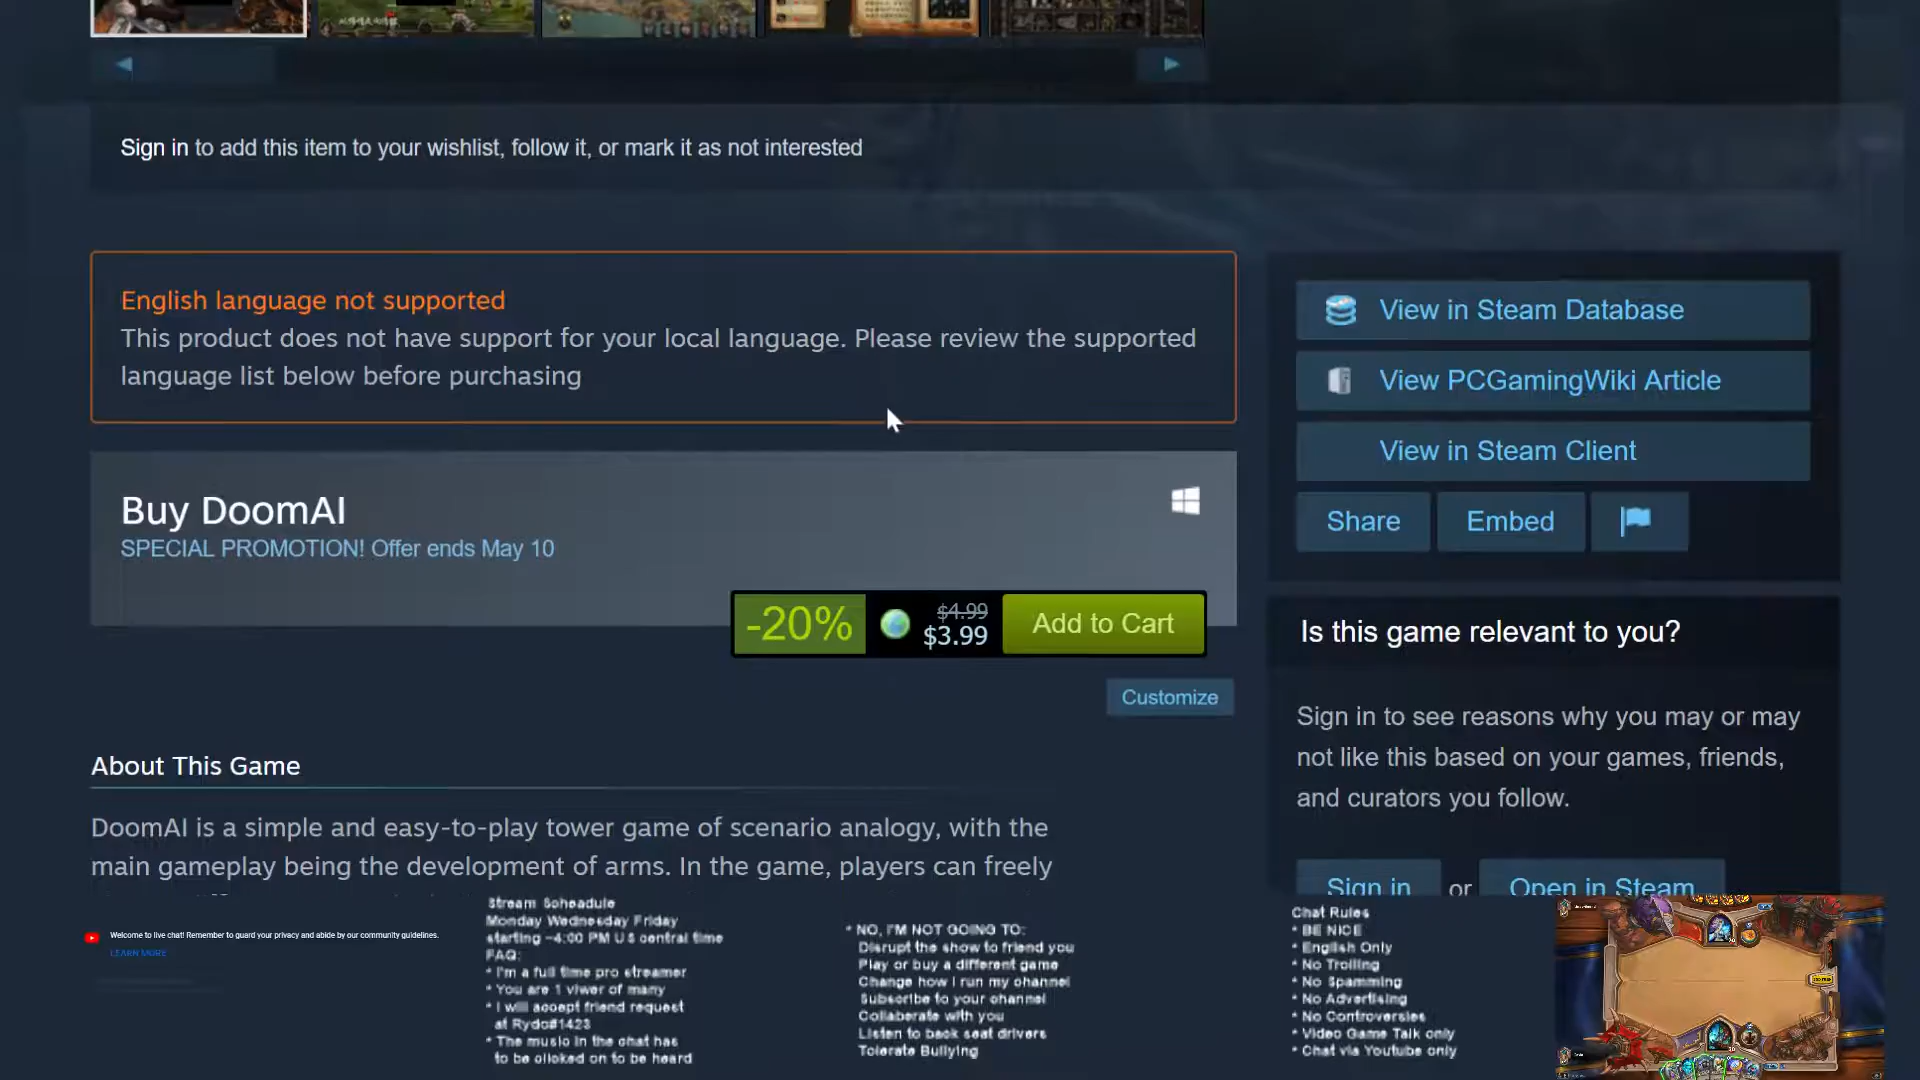 Sign in to add this item to your wishlist, follow it, or mark it as not interested
English language not supported
This product does not have support for your local language. Please review the supported
language list below before purchasing
Buy DoomAI
SPECIAL PROMOTION! Offer ends May 10
-20%
$4.99
$3.99
Add to Cart
Customize
About This Game
DoomAI is a simple and easy-to-play tower game of scenario analogy, with the
main gameplay being the development of arms. In the game, players can freely
View in Steam Database
View PCGamingWiki Article
View in Steam Client
Share
Embed
Is this game relevant to you?
Sign in to see reasons why you may or may
not like this based on your games, friends,
and curators you follow.
Sign in or Open in Steam
Welcome to live chat! Remember to guard your privacy and abide by our community guidelines.
LEARN MORE
Stream Scheadule
Monday Wednesday Friday
starting ~4:00 PM US central time
FAQ:
* I'm a full time pro streamer
* You are 1 viwer of many
* I will accept friend request
at Rydo#1423
* The music in the chat has
to be clicked on to be heard
* NO, I'M NOT GOING TO:
Disrupt the show to friend you
Play or buy a different game
Change how I run my channel
Subscribe to your channel
Collaberate with you
Listen to back seat drivers
Tolerate Bullying
Chat Rules
* BE NICE
* English Only
* No Trolling
* No Spamming
* No Advertising
* No Controversies
* Video Game Talk only
* Chat via Youtube only